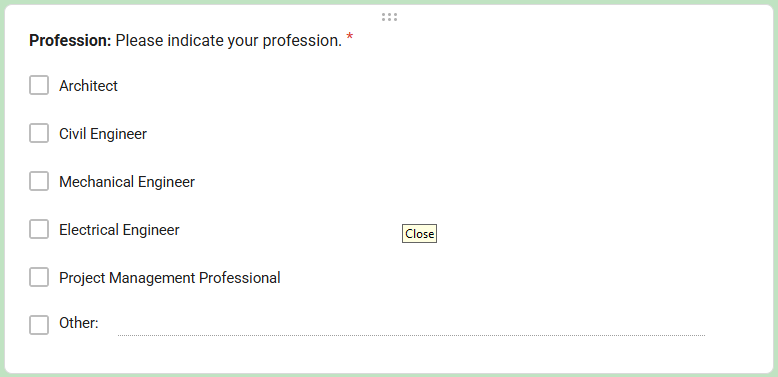 Profession: Please indicate your profession. *
Architect
Civil Engineer
Mechanical Engineer
Electrical Engineer
Close
Project Management Professional
Other: